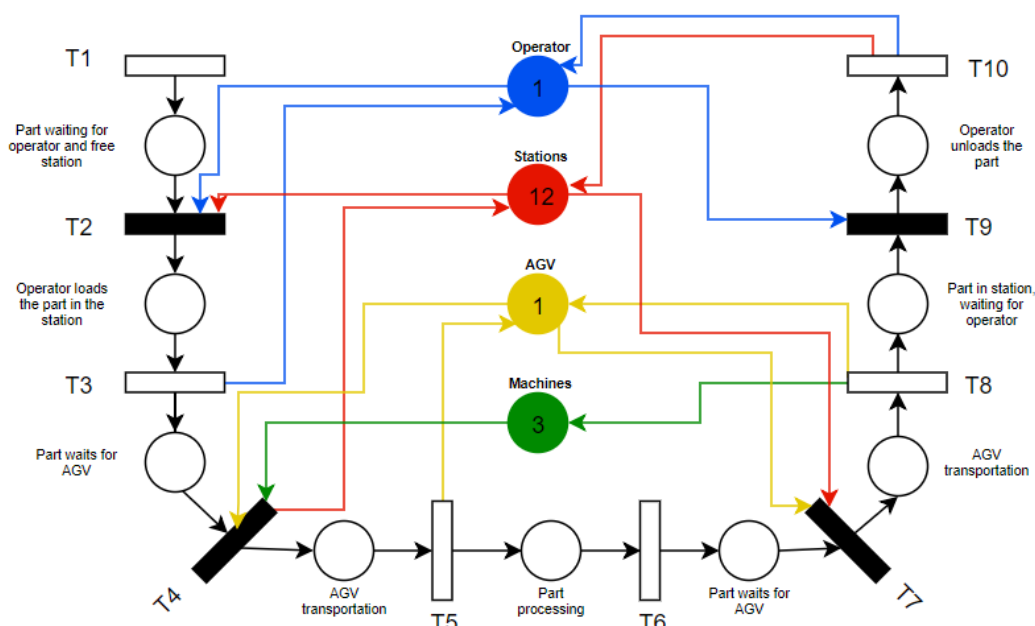 T1
Part waiting for
operator and free
station
T2
Operator loads
the part in the
station
T3
Part waits for
AGV
T4
AGV
transportation
T5
Part
processing
T6
Part waits for
AGV
T7
AGV
transportation
T8
Part in station,
waiting for
operator
T9
Operator
unloads the
part
T10
Operator
1
Stations
12
AGV
1
Machines
3